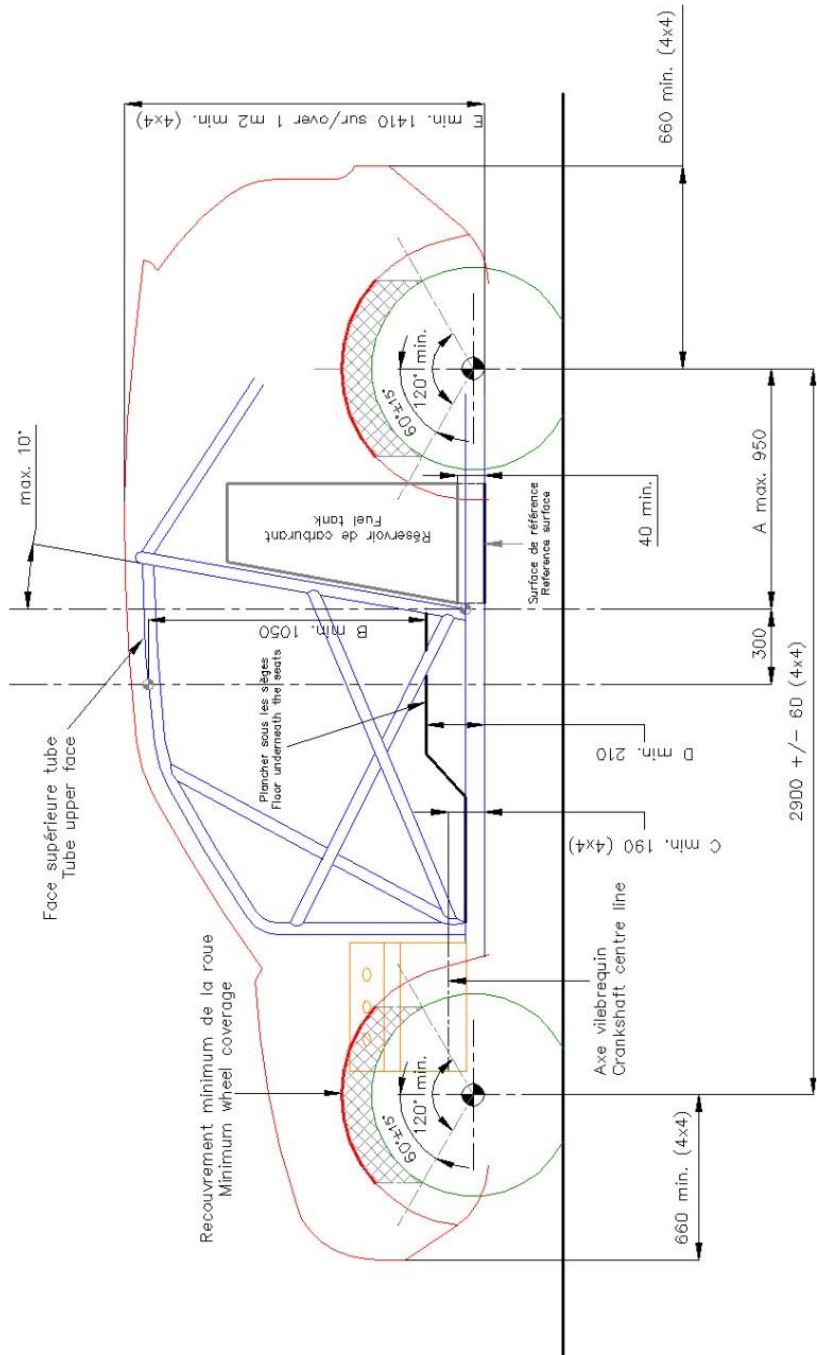 Face supérieure tube
Tube upper face
max. 10°
Recouvrement minimum de la roue
Minimum wheel coverage
Plancher sous les sièges
Floor underneath the seats
B min. 1050
Réservoir de carburant
Fuel tank
E min. 1410 sur/over 1 m2 min. (4x4)
60°±15°
120° min.
60°±15°
120° min.
Axe vilebrequin
Crankshaft centre line
C min. 190 (4x4)
D min. 210
Surface de référence
Reference surface
40 min.
300
A max. 950
660 min. (4x4)
2900 +/- 60 (4x4)
660 min. (4x4)